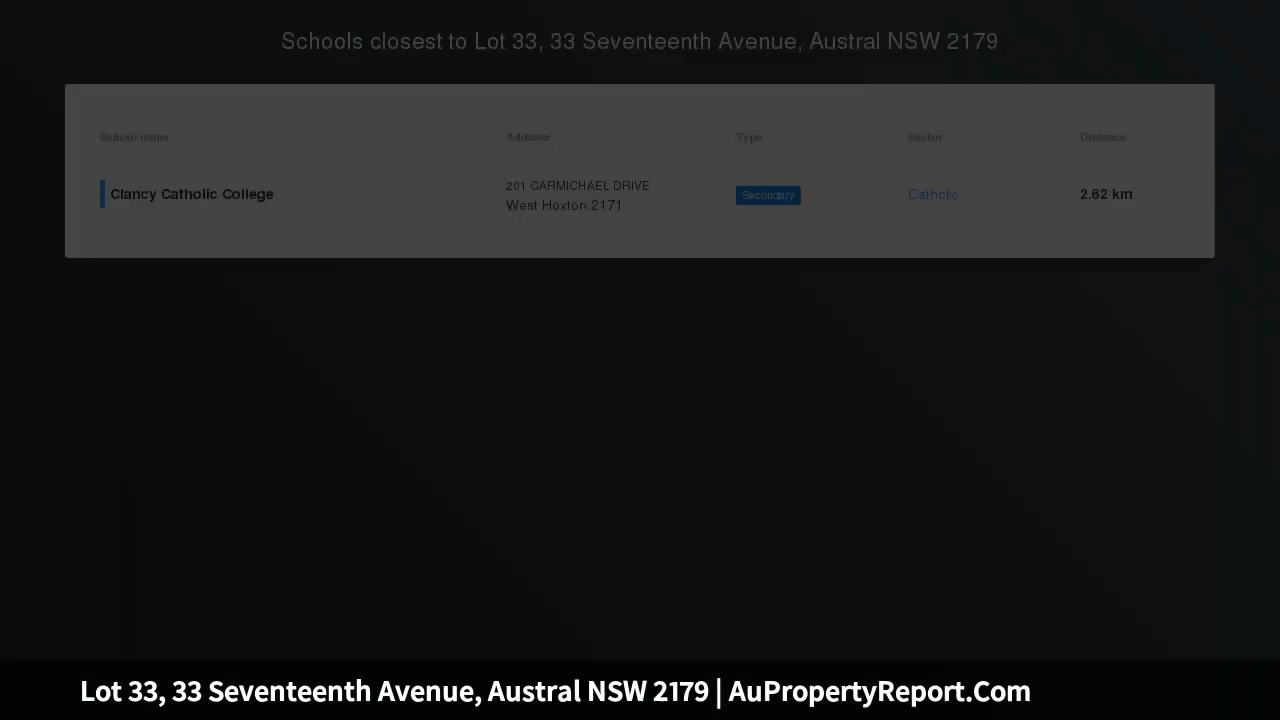 Schools closest to Lot 33, 33 Seventeenth Avenue, Austral NSW 2179
School name Address Type Sector Distance
Clancy Catholic College 201 CARMICHAEL DRIVE Secondary Catholic 2.62 km
West Hoxton 2171
Lot 33, 33 Seventeenth Avenue, Austral NSW 2179 | AuPropertyReport.Com